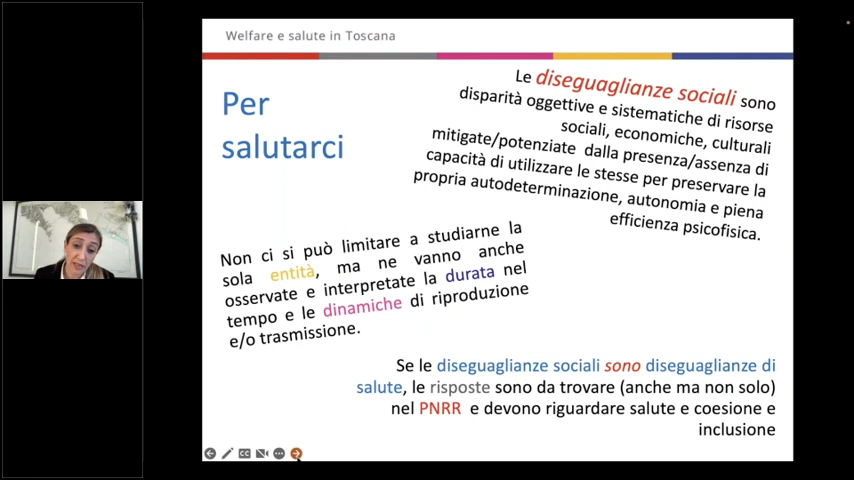 Welfare e salute in Toscana
Per
salutarci
Le diseguaglianze sociali sono
disparità oggettive e sistematiche di risorse
sociali, economiche, culturali
mitigate/potenziate dalla presenza/assenza di
capacità di utilizzare le stesse per preservare la
propria autodeterminazione, autonomia e piena
efficienza psicofisica.
Non ci si può limitare a studiarne la
sola entità, ma ne vanno anche
osservate e interpretate la durata nel
tempo e le dinamiche di riproduzione
e/o trasmissione.
Se le diseguaglianze sociali sono diseguaglianze di
salute, le risposte sono da trovare (anche ma non solo)
nel PNRR e devono riguardare salute e coesione e
inclusione
CC